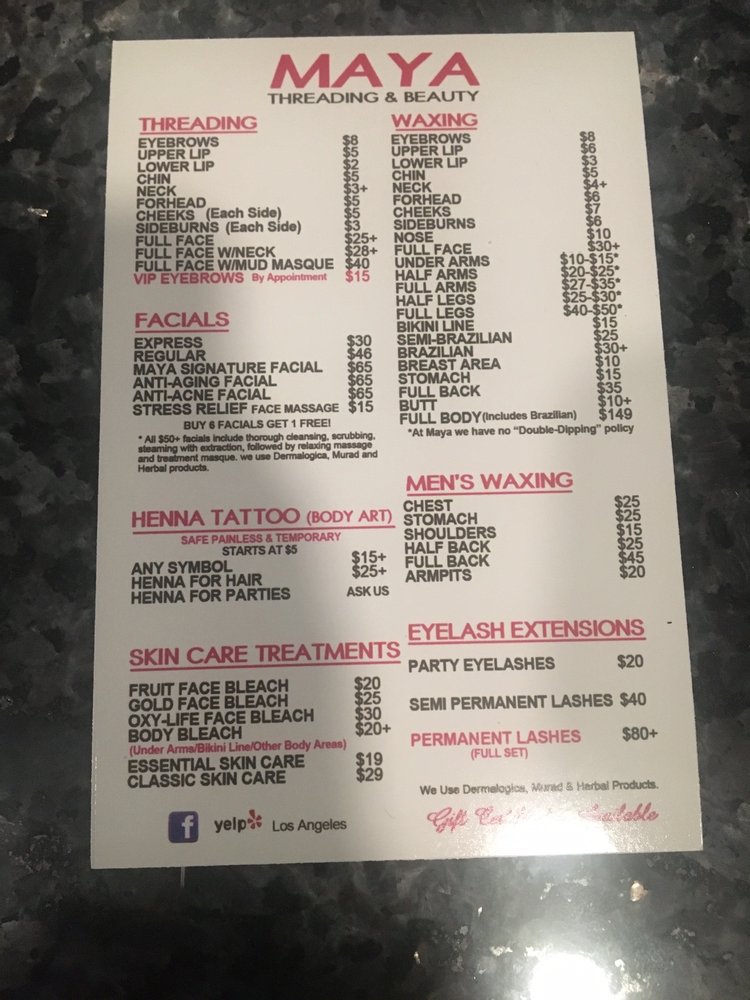 MAYA
THREADING & BEAUTY
THREADING
EYEBROWS $8
UPPER LIP $5
LOWER LIP $2
CHIN $5
NECK $3+
FORHEAD $5
CHEEKS (Each Side) $5
SIDEBURNS (Each Side) $3
FULL FACE $25+
FULL FACE W/NECK $28+
FULL FACE W/MUD MASQUE $40
VIP EYEBROWS By Appointment $15
FACIALS
EXPRESS $30
REGULAR $46
MAYA SIGNATURE FACIAL $65
ANTI-AGING FACIAL $65
ANTI-ACNE FACIAL $65
STRESS RELIEF FACE MASSAGE $15
BUY 6 FACIALS GET 1 FREE!
* All $50+ facials include thorough cleansing, scrubbing,
steaming with extraction, followed by relaxing massage
and treatment masque. we use Dermalogica, Murad and
Herbal products.
HENNA TATTOO (BODY ART)
SAFE PAINLESS & TEMPORARY
STARTS AT $5
ANY SYMBOL $15+
HENNA FOR HAIR $25+
HENNA FOR PARTIES ASK US
SKIN CARE TREATMENTS
FRUIT FACE BLEACH $20
GOLD FACE BLEACH $25
OXY-LIFE FACE BLEACH $30
BODY BLEACH $20+
(Under Arms/Bikini Line/Other Body Areas)
ESSENTIAL SKIN CARE $19
CLASSIC SKIN CARE $29
f yelp Los Angeles
WAXING
EYEBROWS $8
UPPER LIP $6
LOWER LIP $3
CHIN $5
NECK $4+
FORHEAD $6
CHEEKS $7
SIDEBURNS $6
NOSE $10
FULL FACE $30+
UNDER ARMS $10-$15*
HALF ARMS $20-$25*
FULL ARMS $27-$35*
HALF LEGS $25-$30*
FULL LEGS $40-$50*
BIKINI LINE $15
SEMI-BRAZILIAN $25
BRAZILIAN $30+
BREAST AREA $10
STOMACH $15
FULL BACK $35
BUTT $10+
FULL BODY (Includes Brazilian) $149
*At Maya we have no "Double-Dipping" policy
MEN'S WAXING
CHEST $25
STOMACH $25
SHOULDERS $15
HALF BACK $25
FULL BACK $45
ARMPITS $20
EYELASH EXTENSIONS
PARTY EYELASHES $20
SEMI PERMANENT LASHES $40
PERMANENT LASHES $80+
(FULL SET)
We Use Dermalogica, Murad & Herbal Products.
Gift